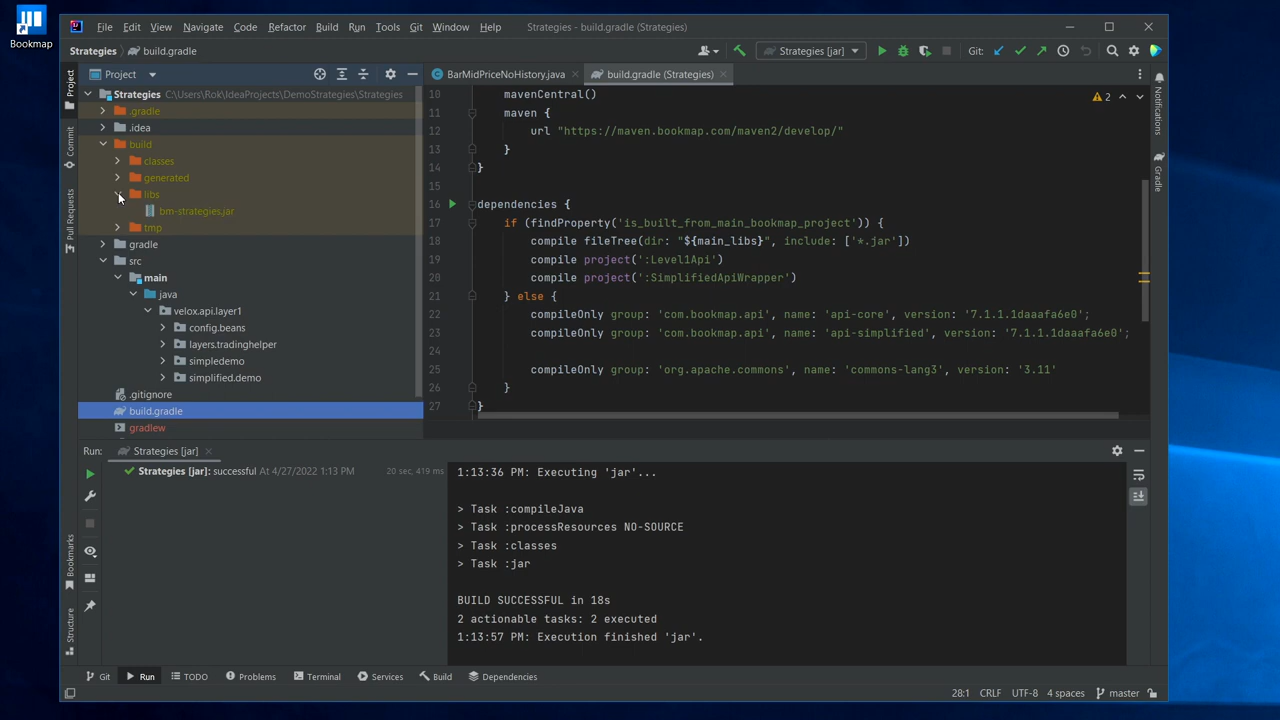 Bookmap
File Edit View Navigate Code Refactor Build Run Tools Git Window Help Strategies - build.gradle
Strategies build.gradle Strategies [jar] Git:
Project BarMidPriceNoHistory.java build.gradle (Strategies)
Project
Commit
Pull Requests
Bookmarks
Structure
Strategies C:\Users\Rok\IdeaProjects\DemoStrategies\Strategies
.gradle
.idea
build
classes
generated
libs
bm-strategies.jar
tmp
gradle
src
main
java
velox.api.layer1
config.beans
layers.tradinghelper
simpledemo
simplified.demo
.gitignore
build.gradle
gradlew
2
10 mavenCentral()
11 maven {
12 url "https://maven.bookmap.com/maven2/develop/"
13 }
14 }
15
16 dependencies {
17 if (findProperty('is_built_from_main_bookmap_project')) {
18 compile fileTree(dir: "${main_libs}", include: ['*.jar'])
19 compile project(':Level1Api')
20 compile project(':SimplifiedApiWrapper')
21 } else {
22 compileOnly group: 'com.bookmap.api', name: 'api-core', version: '7.1.1.1daaafa6e0';
23 compileOnly group: 'com.bookmap.api', name: 'api-simplified', version: '7.1.1.1daaafa6e0';
24
25 compileOnly group: 'org.apache.commons', name: 'commons-lang3', version: '3.11'
26 }
27 }
Notifications
Gradle
Run: Strategies [jar]
Strategies [jar]: successful At 4/27/2022 1:13 PM 20 sec, 419 ms
1:13:36 PM: Executing 'jar'...
> Task :compileJava
> Task :processResources NO-SOURCE
> Task :classes
> Task :jar
BUILD SUCCESSFUL in 18s
2 actionable tasks: 2 executed
1:13:57 PM: Execution finished 'jar'.
Git Run TODO Problems Terminal Services Build Dependencies
28:1 CRLF UTF-8 4 spaces master